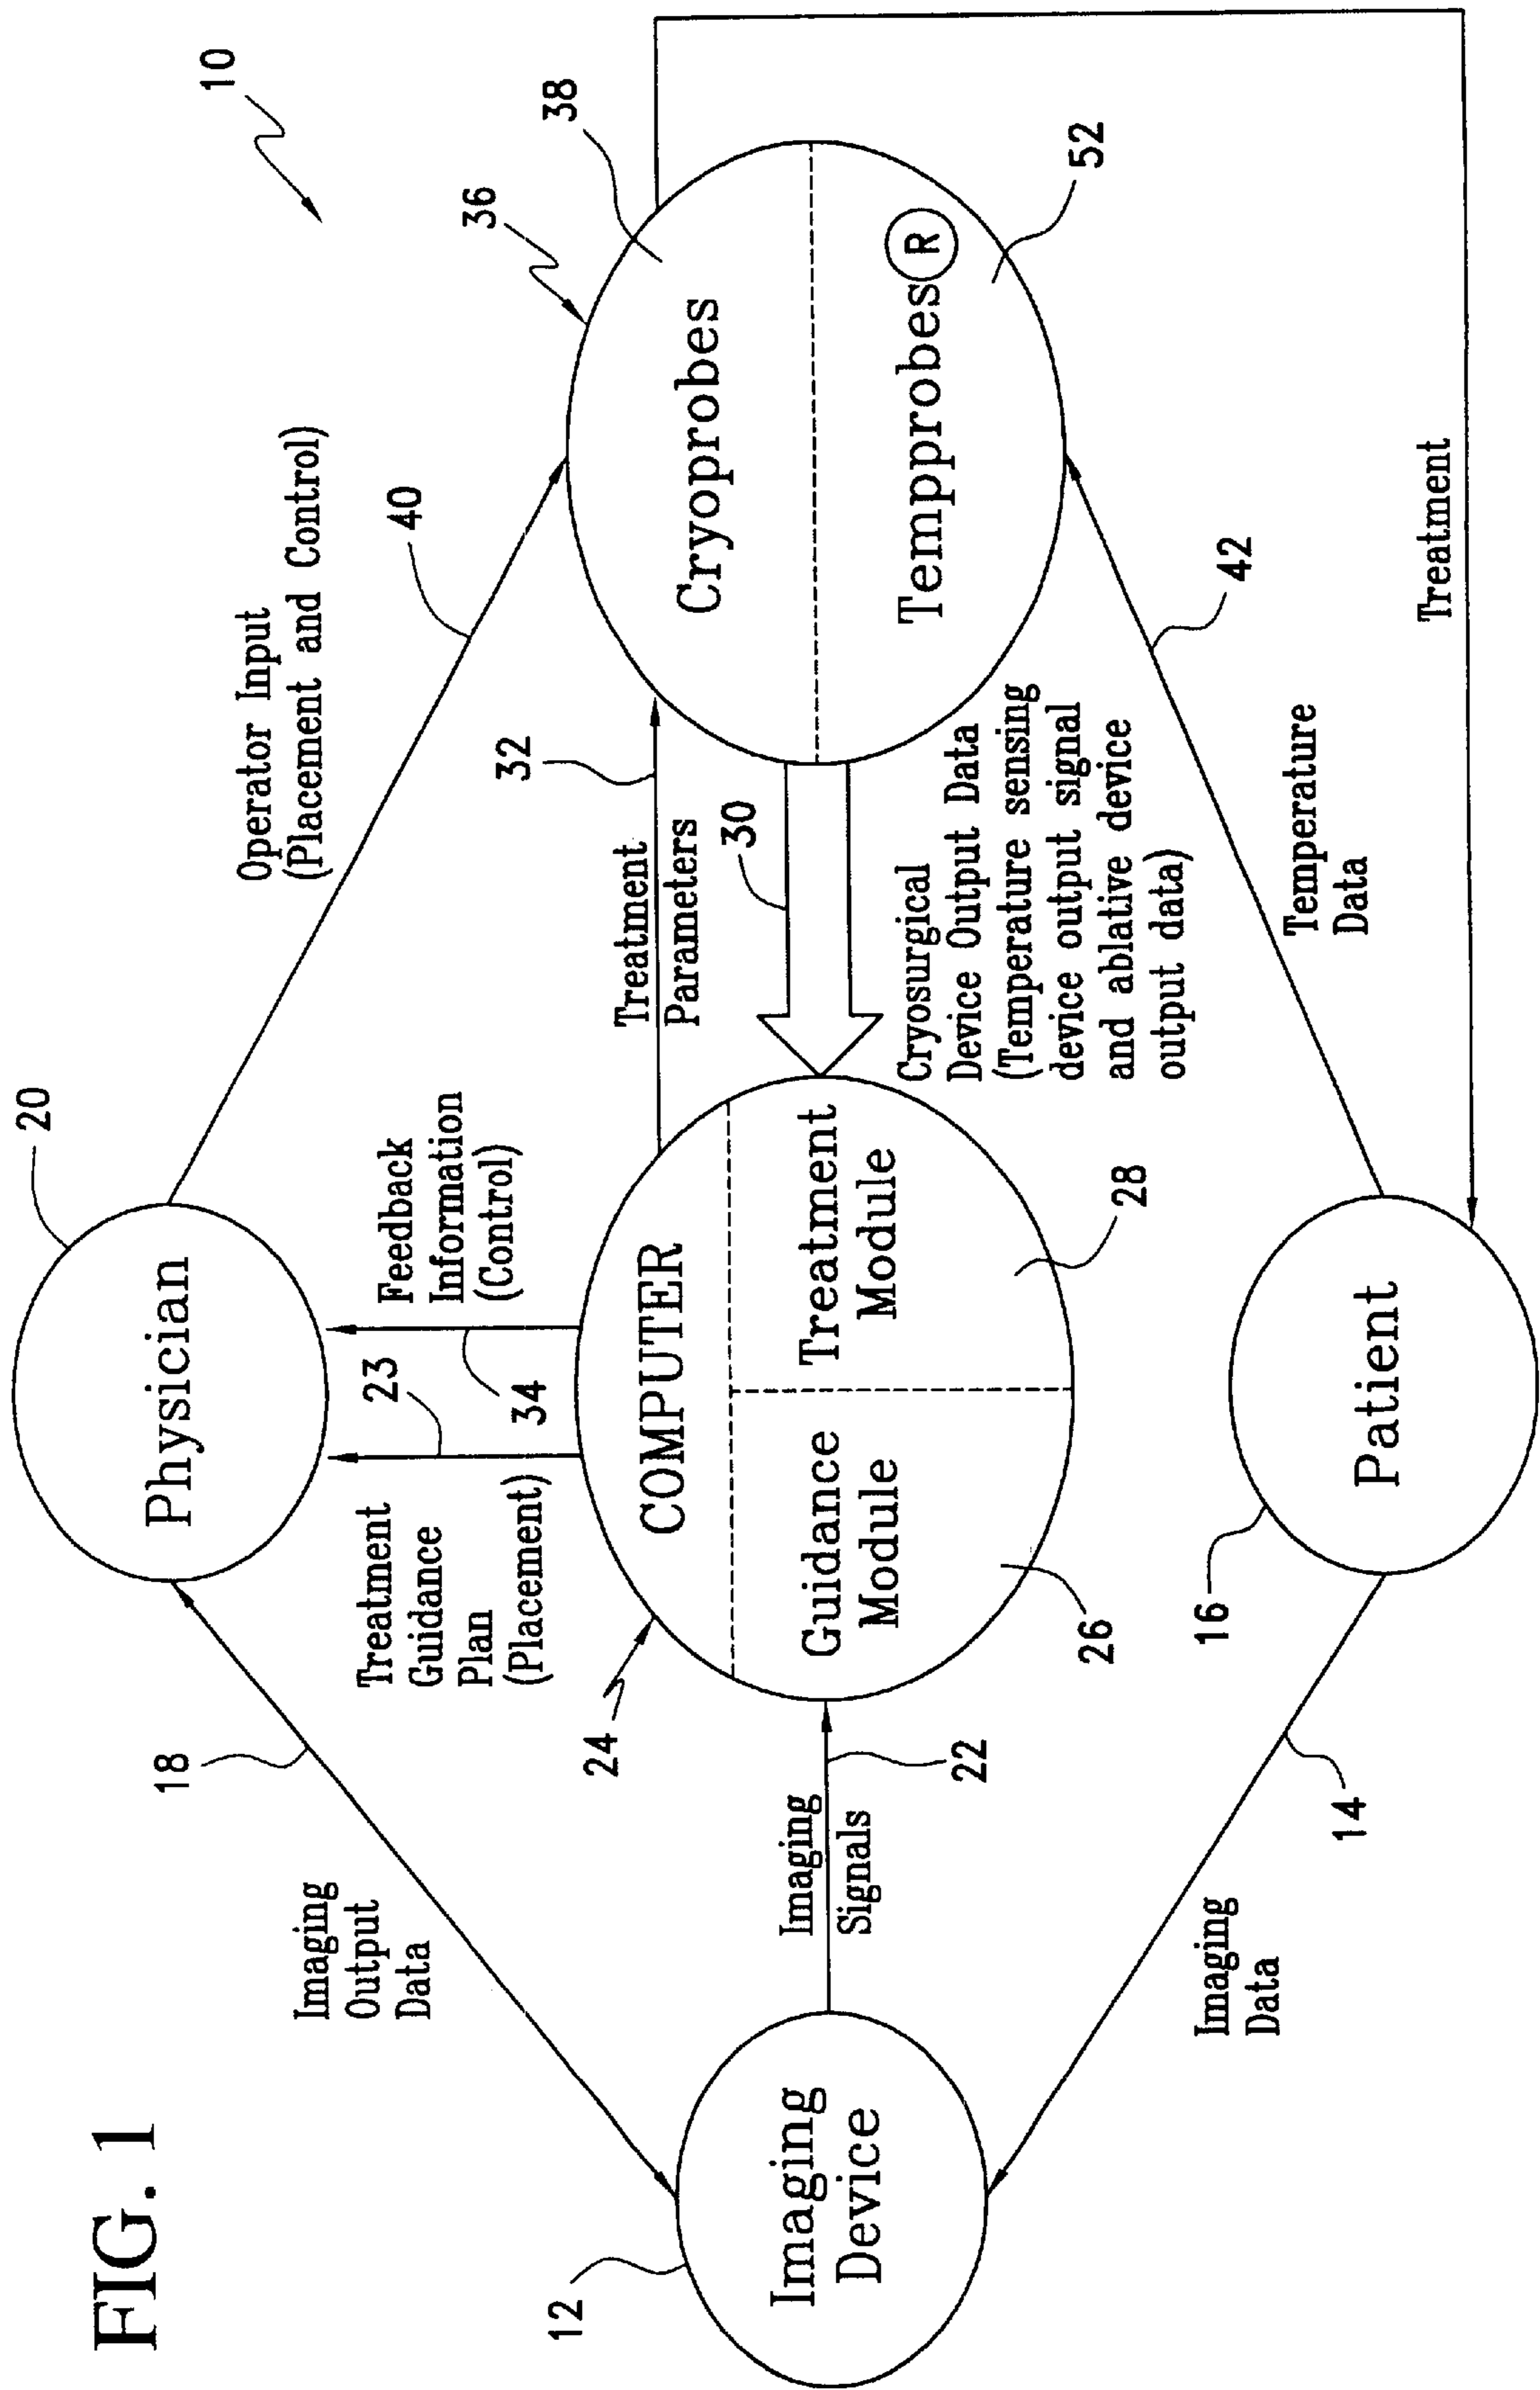 FIG. 1
10
20
Physician
18
Imaging
Output
Data
Operator Input
(Placement and Control)
40
Treatment
Guidance
Plan
(Placement)
23
34
Feedback
Information
(Control)
36
38
12
Imaging
Device
Imaging
Signals
22
24
COMPUTER
Guidance
Module
Treatment
Module
26
28
Treatment
Parameters
32
30
Cryosurgical
Device Output Data
(Temperature sensing
device output signal
and ablative device
output data)
Cryoprobes
Tempprobes®
52
Imaging
Data
14
16
Patient
Temperature
Data
42
Treatment